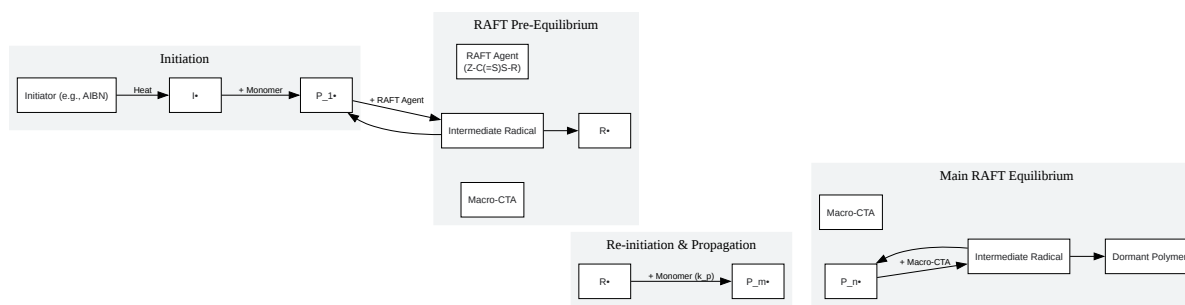 Initiation
Initiator (e.g., AIBN)
Heat
I•
+ Monomer
P_1•
+ RAFT Agent
RAFT Pre-Equilibrium
RAFT Agent
(Z-C(=S)S-R)
Intermediate Radical
R•
Macro-CTA
Re-initiation & Propagation
R•
+ Monomer (k_p)
P_m•
Main RAFT Equilibrium
Macro-CTA
P_n•
+ Macro-CTA
Intermediate Radical
Dormant Polymer